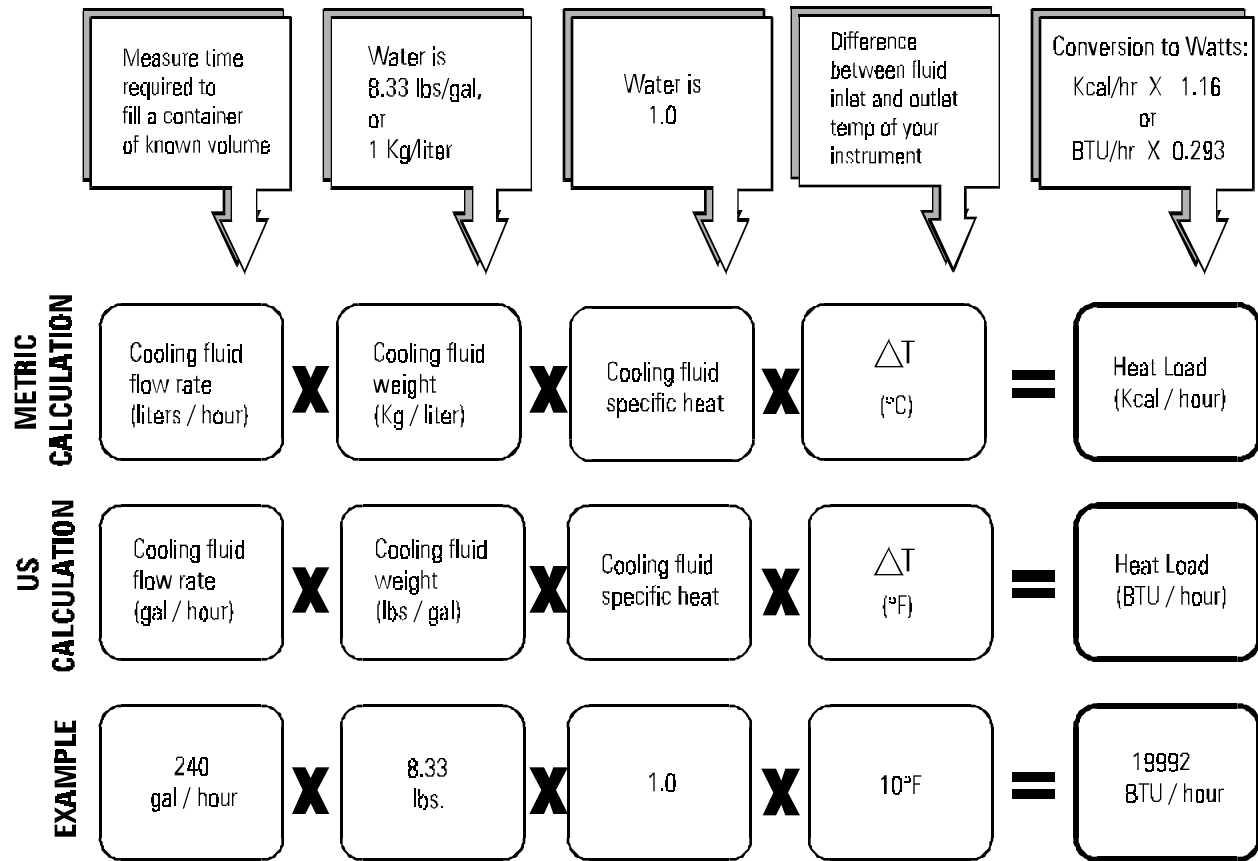 Measure time
required to
fill a container
of known volume
Water is
8.33 lbs/gal,
or
1 Kg/liter
Water is
1.0
Difference
between fluid
inlet and outlet
temp of your
instrument
Conversion to Watts:
Kcal/hr X 1.16
or
BTU/hr X 0.293
METRIC
CALCULATION
Cooling fluid
flow rate
(liters / hour)
X
Cooling fluid
weight
(Kg / liter)
X
Cooling fluid
specific heat
X
△T
(°C)
=
Heat Load
(Kcal / hour)
US
CALCULATION
Cooling fluid
flow rate
(gal / hour)
X
Cooling fluid
weight
(lbs / gal)
X
Cooling fluid
specific heat
X
△T
(°F)
=
Heat Load
(BTU / hour)
EXAMPLE
240
gal / hour
X
8.33
lbs.
X
1.0
X
10°F
=
19992
BTU / hour